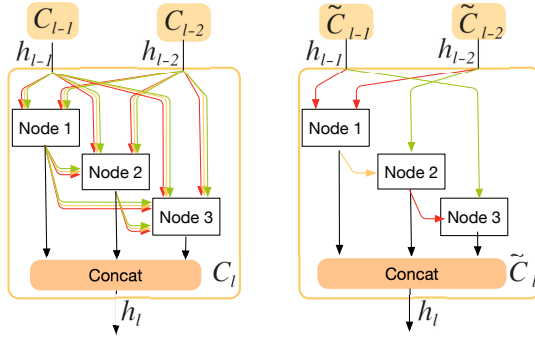 C_{l-1} C_{l-2}
h_{l-1} h_{l-2}
Node 1
Node 2
Node 3
Concat C_l
h_l
C̃_{l-1} C̃_{l-2}
h_{l-1} h_{l-2}
Node 1
Node 2
Node 3
Concat C̃_l
h_l